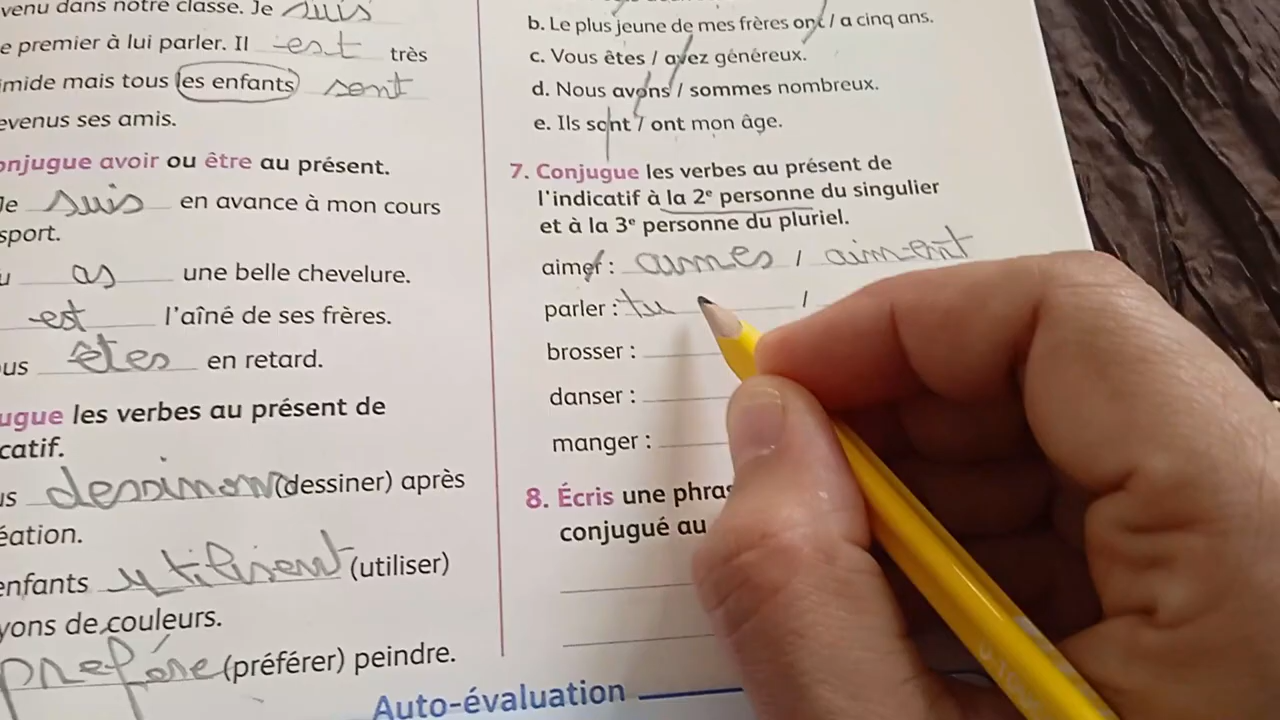 venu dans notre classe. Je suis
e premier à lui parler. Il est très
imide mais tous les enfants sont
evenus ses amis.
onjugue avoir ou être au présent.
Je suis en avance à mon cours
sport.
u as une belle chevelure.
est l'aîné de ses frères.
ous êtes en retard.
ugue les verbes au présent de
catif.
us (dessiner) après
éation.
enfants utilisent (utiliser)
yons de couleurs.
préfère (préférer) peindre.
Auto-évaluation
b. Le plus jeune de mes frères ont / a cinq ans.
c. Vous êtes / avez généreux.
d. Nous avons / sommes nombreux.
e. Ils sont / ont mon âge.
7. Conjugue les verbes au présent de
l'indicatif à la 2e personne du singulier
et à la 3e personne du pluriel.
aimer : aimes / aiment
parler : tu /
brosser :
danser :
manger :
8. Écris une phras
conjugué au